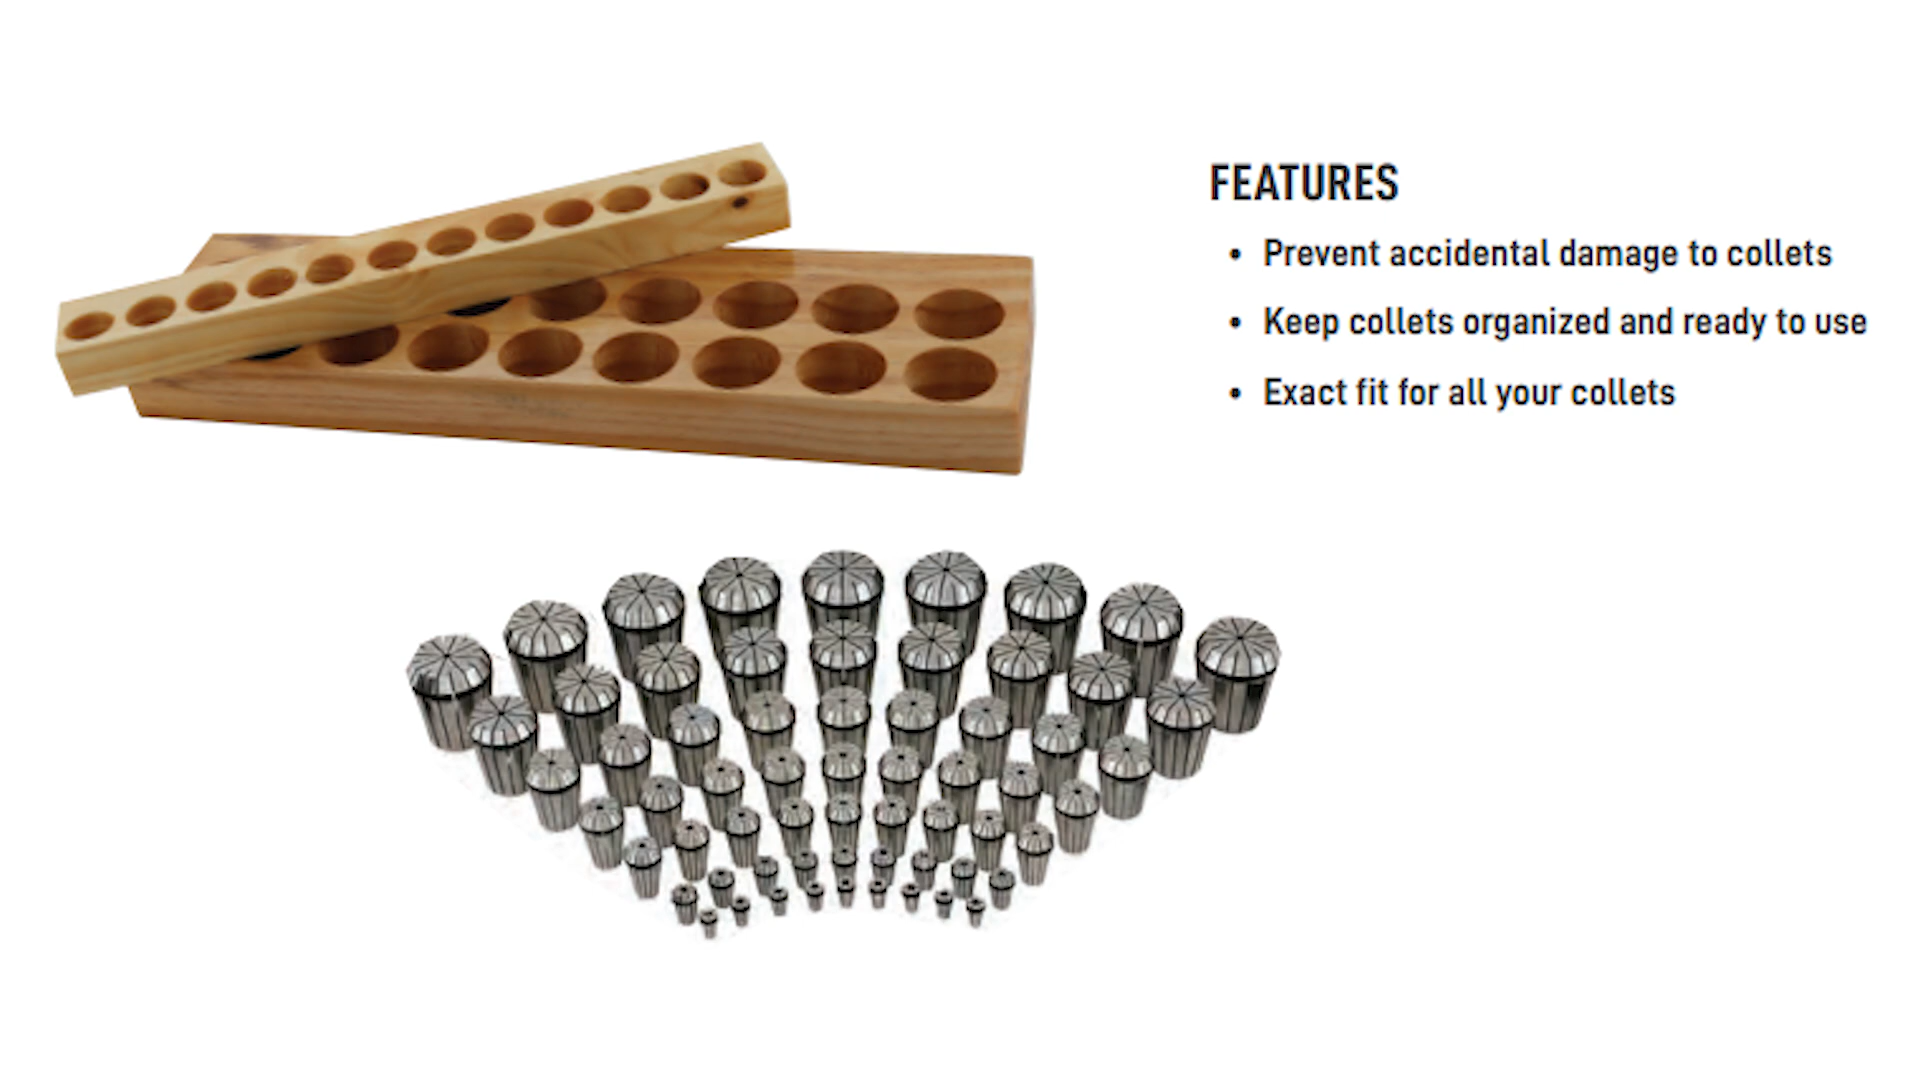 FEATURES
• Prevent accidental damage to collets
• Keep collets organized and ready to use
• Exact fit for all your collets